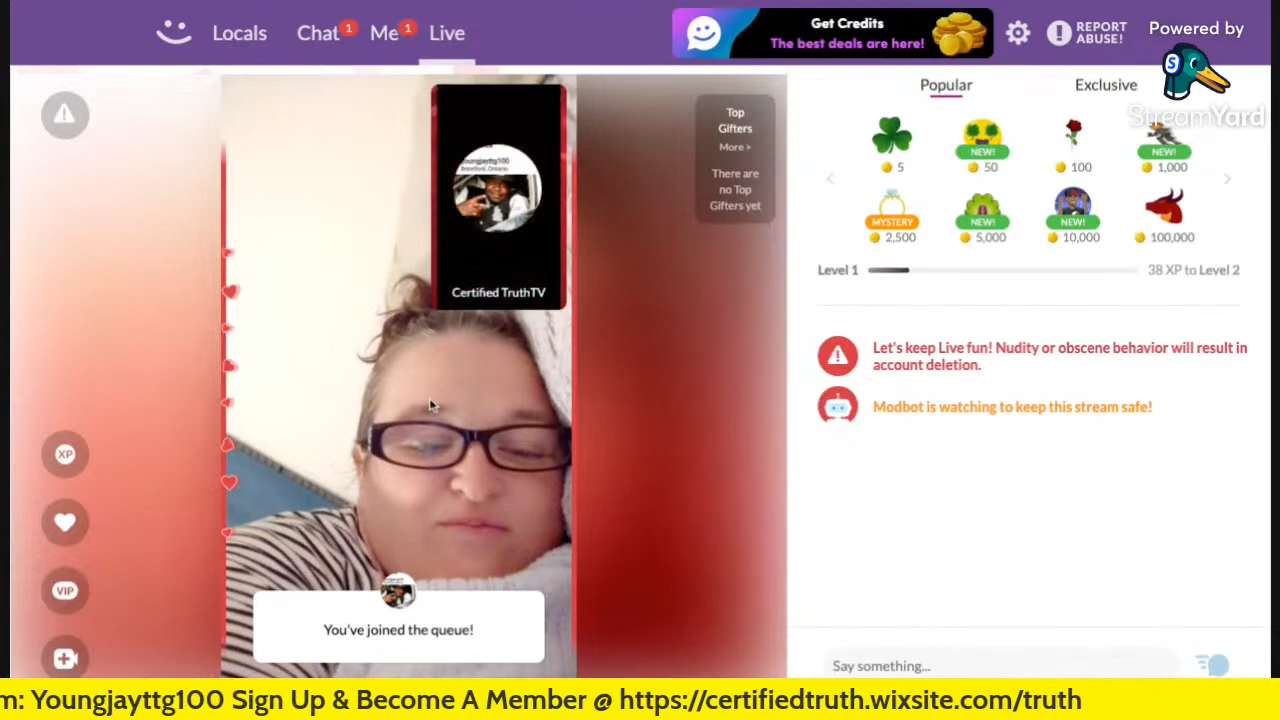 Locals
Chat 1
Me 1
Live
Get Credits
The best deals are here!
REPORT
ABUSE!
Powered by
S
StreamYard
youngjayttg100
Brantford, Ontario
Certified TruthTV
Top
Gifters
More >
There are
no Top
Gifters yet
XP
VIP
You've joined the queue!
Popular
Exclusive
5
NEW!
50
100
NEW!
1,000
MYSTERY
2,500
NEW!
5,000
NEW!
10,000
100,000
Level 1
38 XP to Level 2
Let's keep Live fun! Nudity or obscene behavior will result in
account deletion.
Modbot is watching to keep this stream safe!
Say something...
m: Youngjayttg100 Sign Up & Become A Member @ https://certifiedtruth.wixsite.com/truth